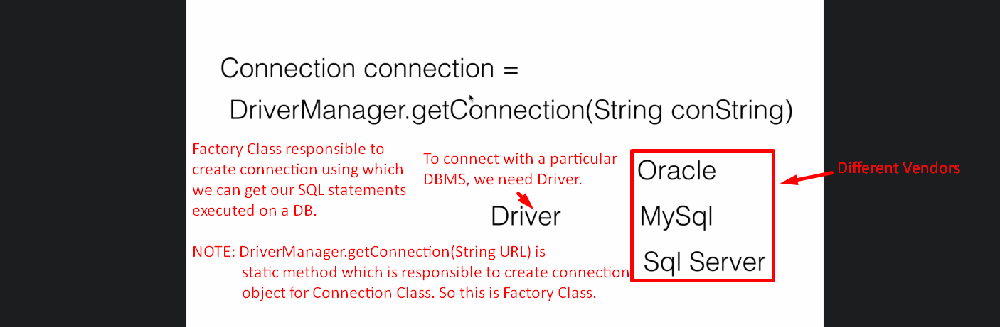 Connection connection =
DriverManager.getConnection(String conString)
Factory Class responsible to
create connection using which
we can get our SQL statements
executed on a DB.
To connect with a particular
DBMS, we need Driver.
Driver
Oracle
MySql
Sql Server
Different Vendors
NOTE: DriverManager.getConnection(String URL) is
static method which is responsible to create connection
object for Connection Class. So this is Factory Class.